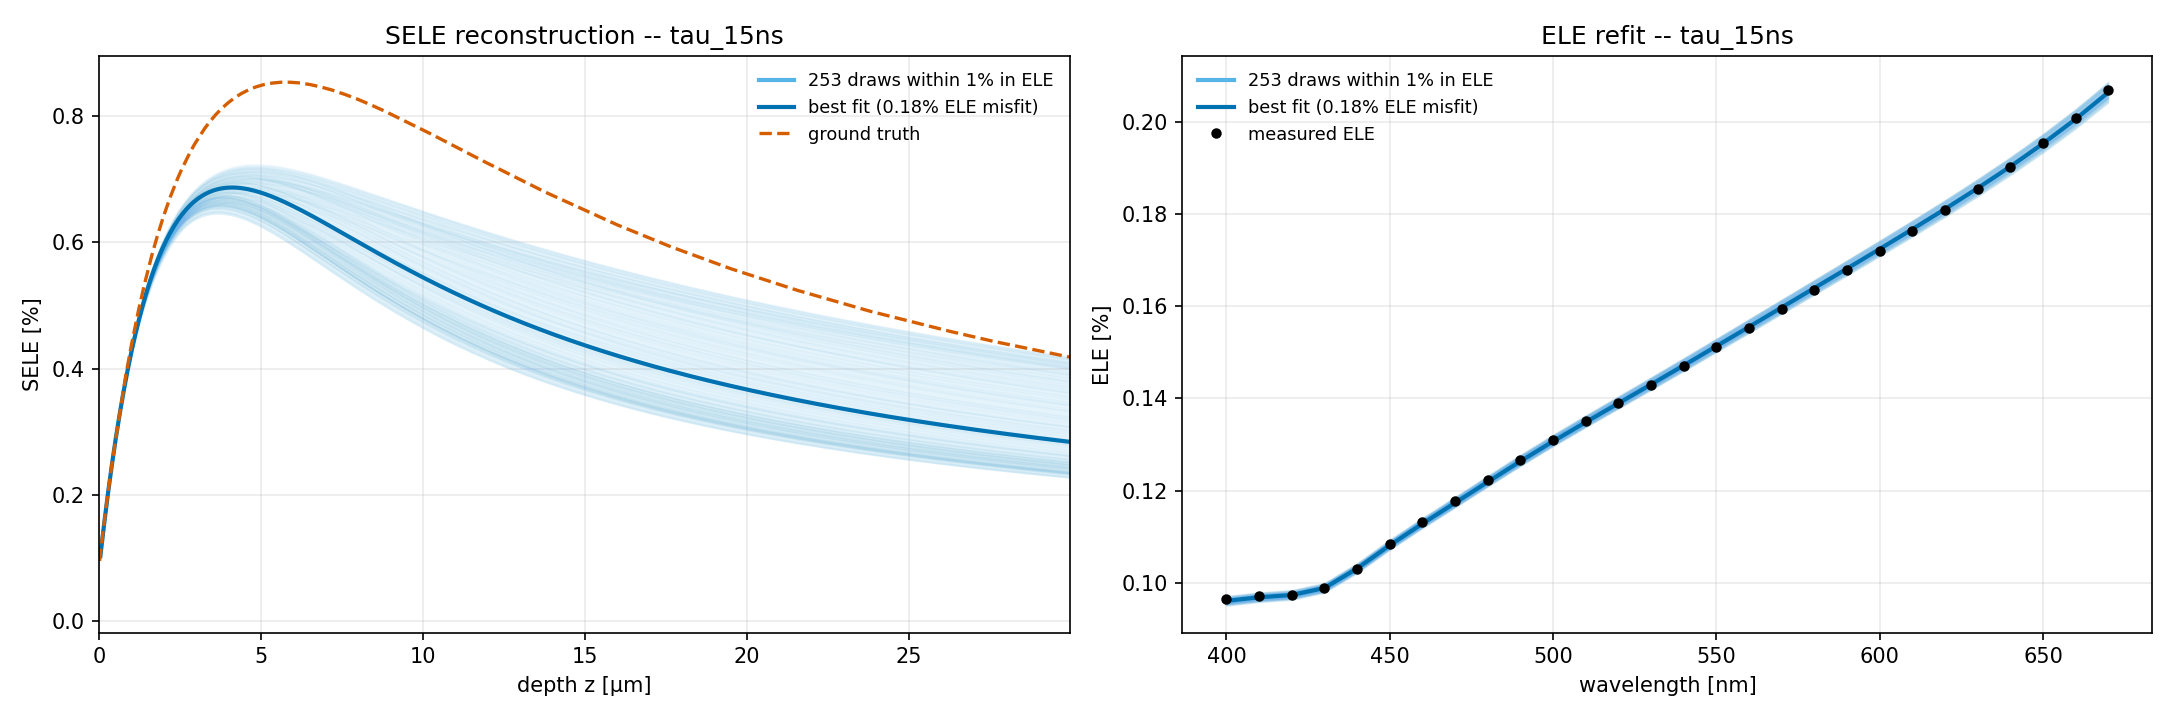 SELE reconstruction -- tau_15ns
253 draws within 1% in ELE
best fit (0.18% ELE misfit)
ground truth
SELE [%]
0.8
0.6
0.4
0.2
0.0
0
5
10
15
20
25
depth z [µm]
ELE refit -- tau_15ns
253 draws within 1% in ELE
best fit (0.18% ELE misfit)
measured ELE
ELE [%]
0.20
0.18
0.16
0.14
0.12
0.10
400
450
500
550
600
650
wavelength [nm]